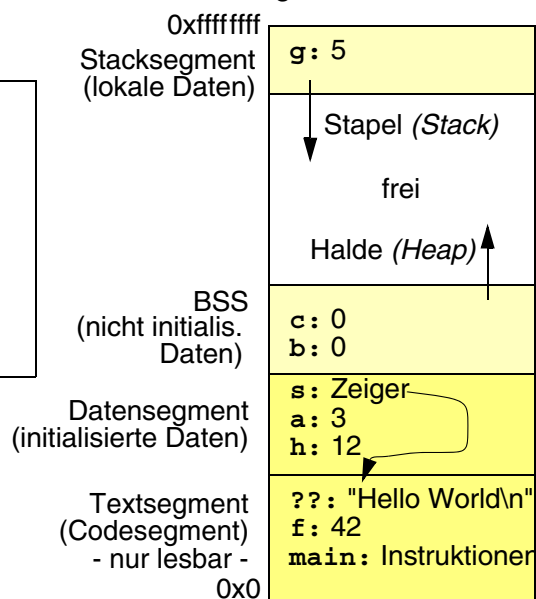 0xffffffff
Stacksegment
(lokale Daten)
g: 5
Stapel (Stack)
frei
Halde (Heap)
BSS
(nicht initialis.
Daten)
c: 0
b: 0
Datensegment
(initialisierte Daten)
s: Zeiger
a: 3
h: 12
Textsegment
(Codesegment)
- nur lesbar -
0x0
??: "Hello World\n"
f: 42
main: Instruktionen